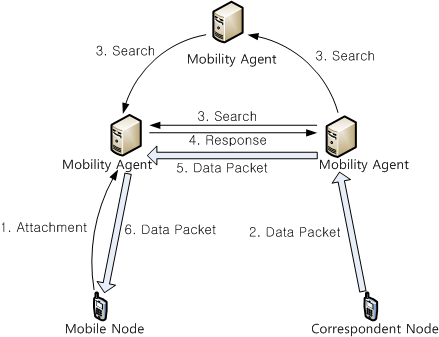 3. Search
Mobility Agent
3. Search
3. Search
4. Response
Mobility Agent
Mobility Agent
5. Data Packet
1. Attachment
6. Data Packet
2. Data Packet
Mobile Node
Correspondent Node